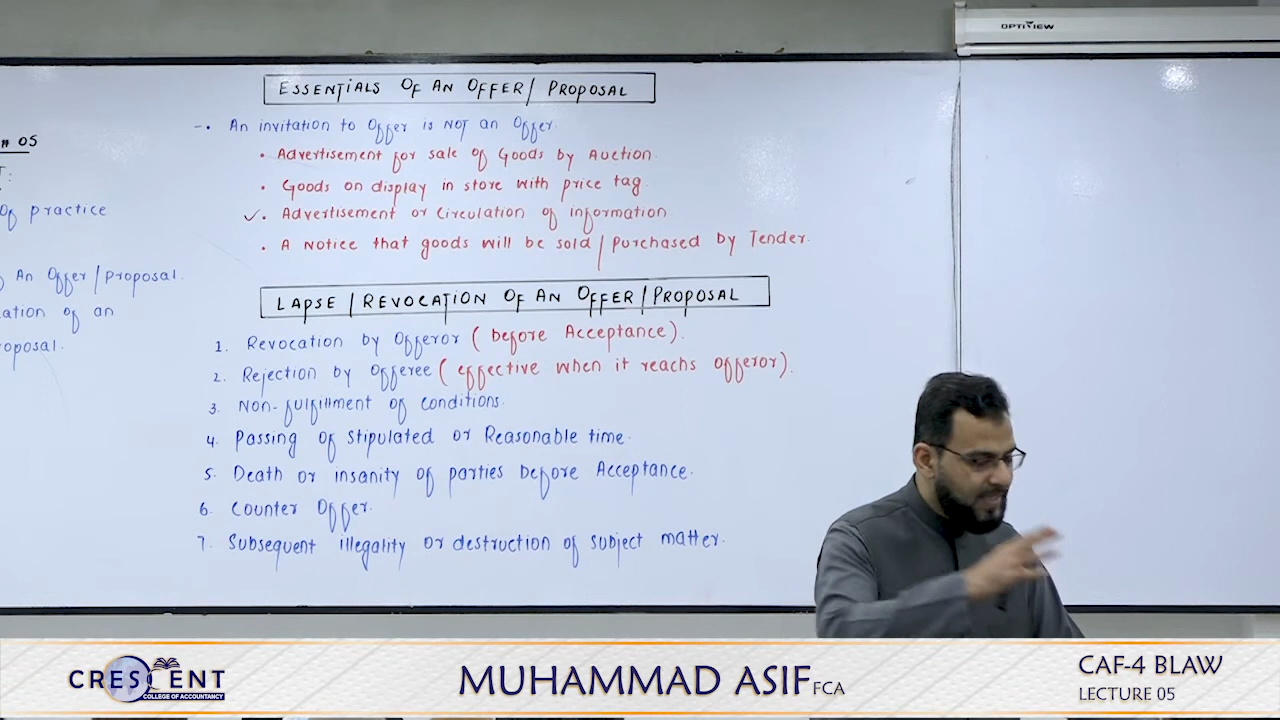 OPTIVIEW
# 05
T:
Of practice
An Offer/proposal.
ation of an
oposal.
ESSENTIALS OF AN OFFER/ PROPOSAL
-• An invitation to Offer is NOT an Offer.
• Advertisement for sale of Goods by Auction.
• Goods on display in store with price tag.
✓• Advertisement or Circulation of information.
• A Notice that goods will be sold/purchased by Tender.
LAPSE / REVOCATION OF AN OFFER/PROPOSAL
1. Revocation by Offeror (before Acceptance).
2. Rejection by Offeree (effective when it reachs offeror).
3. Non-fulfillment of conditions.
4. Passing of stipulated or Reasonable time.
5. Death or insanity of parties before Acceptance.
6. Counter Offer.
7. Subsequent illegality or destruction of subject matter.
CRESCENT
COLLEGE OF ACCOUNTANCY
MUHAMMAD ASIF FCA
CAF-4 BLAW
LECTURE 05